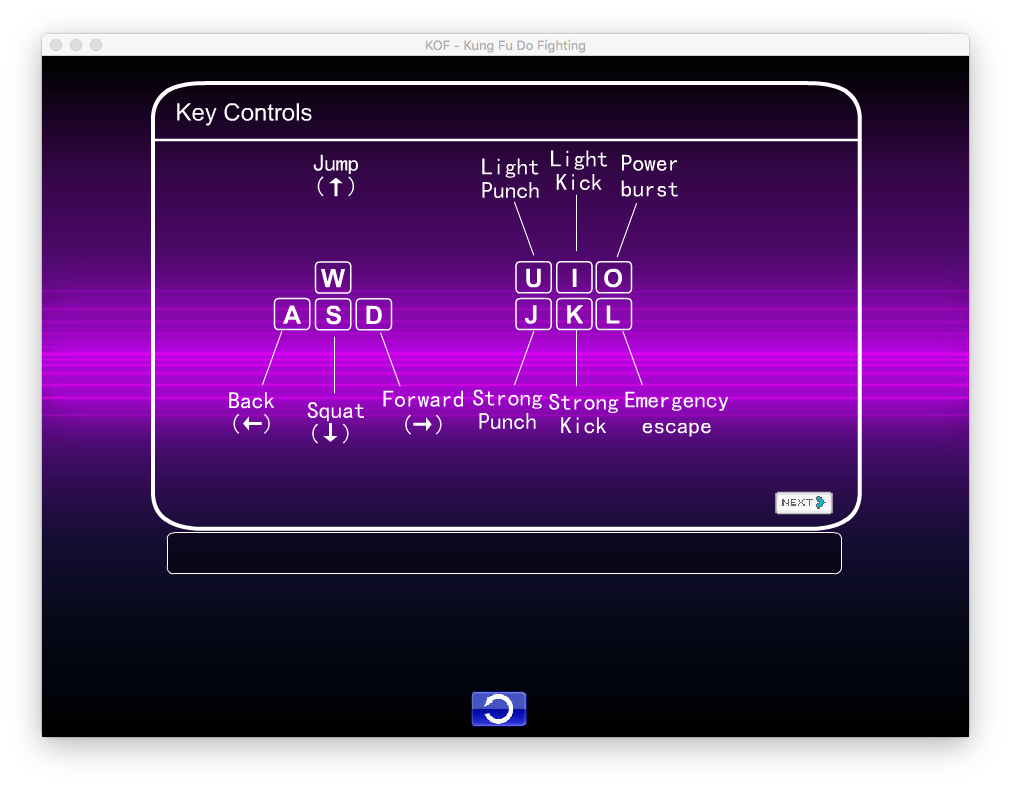 KOF - Kung Fu Do Fighting
Key Controls
Jump
(↑)
Light
Punch
Light
Kick
Power
burst
W
A S D
U I O
J K L
Back
(←)
Squat
(↓)
Forward
(→)
Strong
Punch
Strong
Kick
Emergency
escape
NEXT